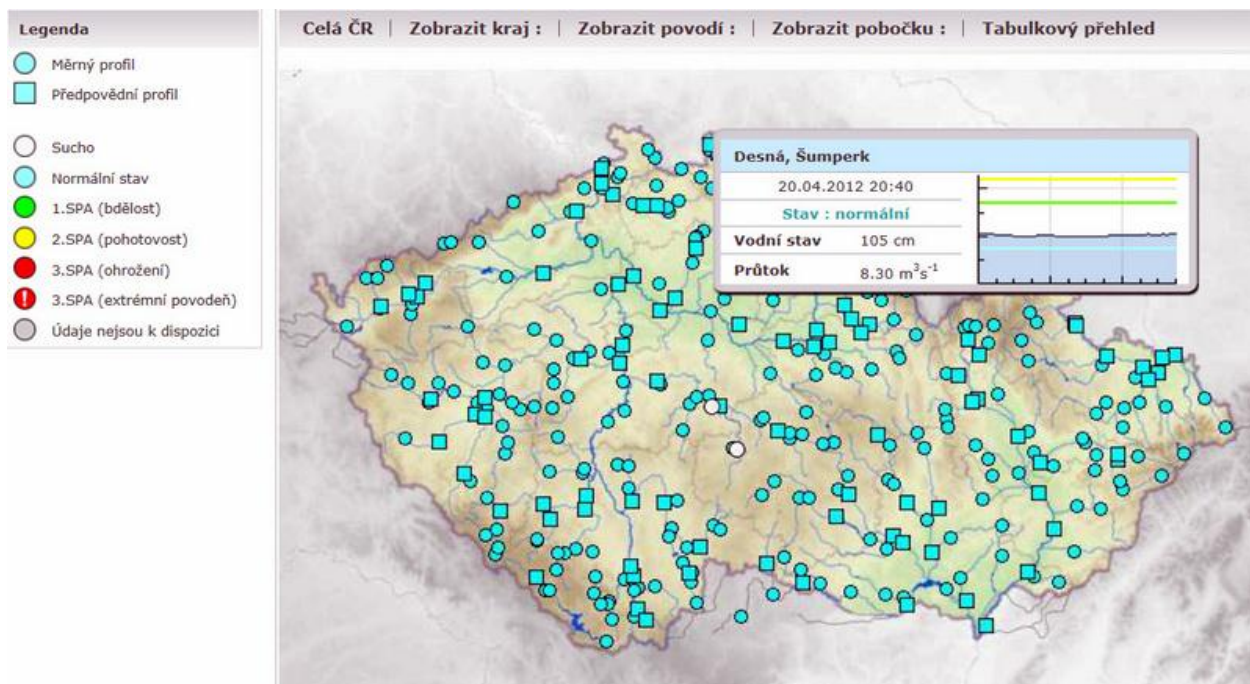 Legenda
Měrný profil
Předpovědní profil
Sucho
Normální stav
1.SPA (bdělost)
2.SPA (pohotovost)
3.SPA (ohrožení)
3.SPA (extrémní povodeň)
Údaje nejsou k dispozici
Celá ČR | Zobrazit kraj : | Zobrazit povodí : | Zobrazit pobočku : | Tabulkový přehled
Desná, Šumperk
20.04.2012 20:40
Stav : normální
Vodní stav 105 cm
Průtok 8.30 m³s⁻¹